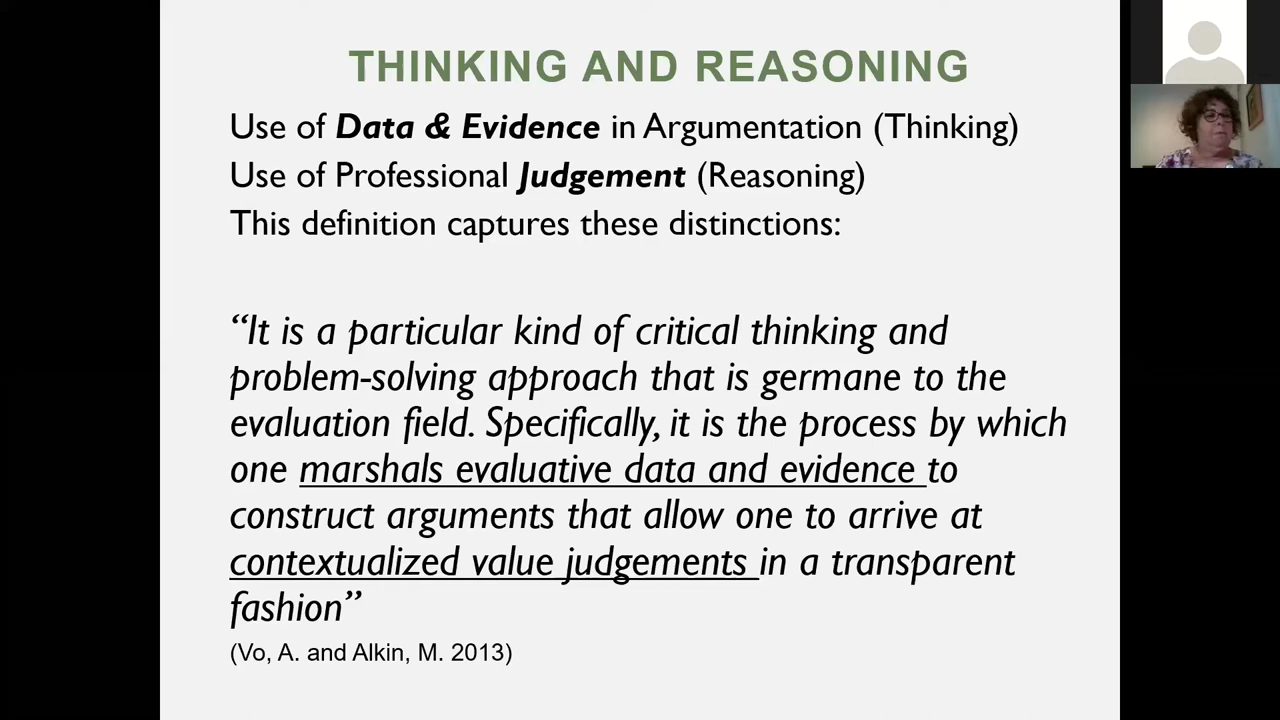 THINKING AND REASONING
Use of Data & Evidence in Argumentation (Thinking)
Use of Professional Judgement (Reasoning)
This definition captures these distinctions:
“It is a particular kind of critical thinking and
problem-solving approach that is germane to the
evaluation field. Specifically, it is the process by which
one marshals evaluative data and evidence to
construct arguments that allow one to arrive at
contextualized value judgements in a transparent
fashion”
(Vo, A. and Alkin, M. 2013)